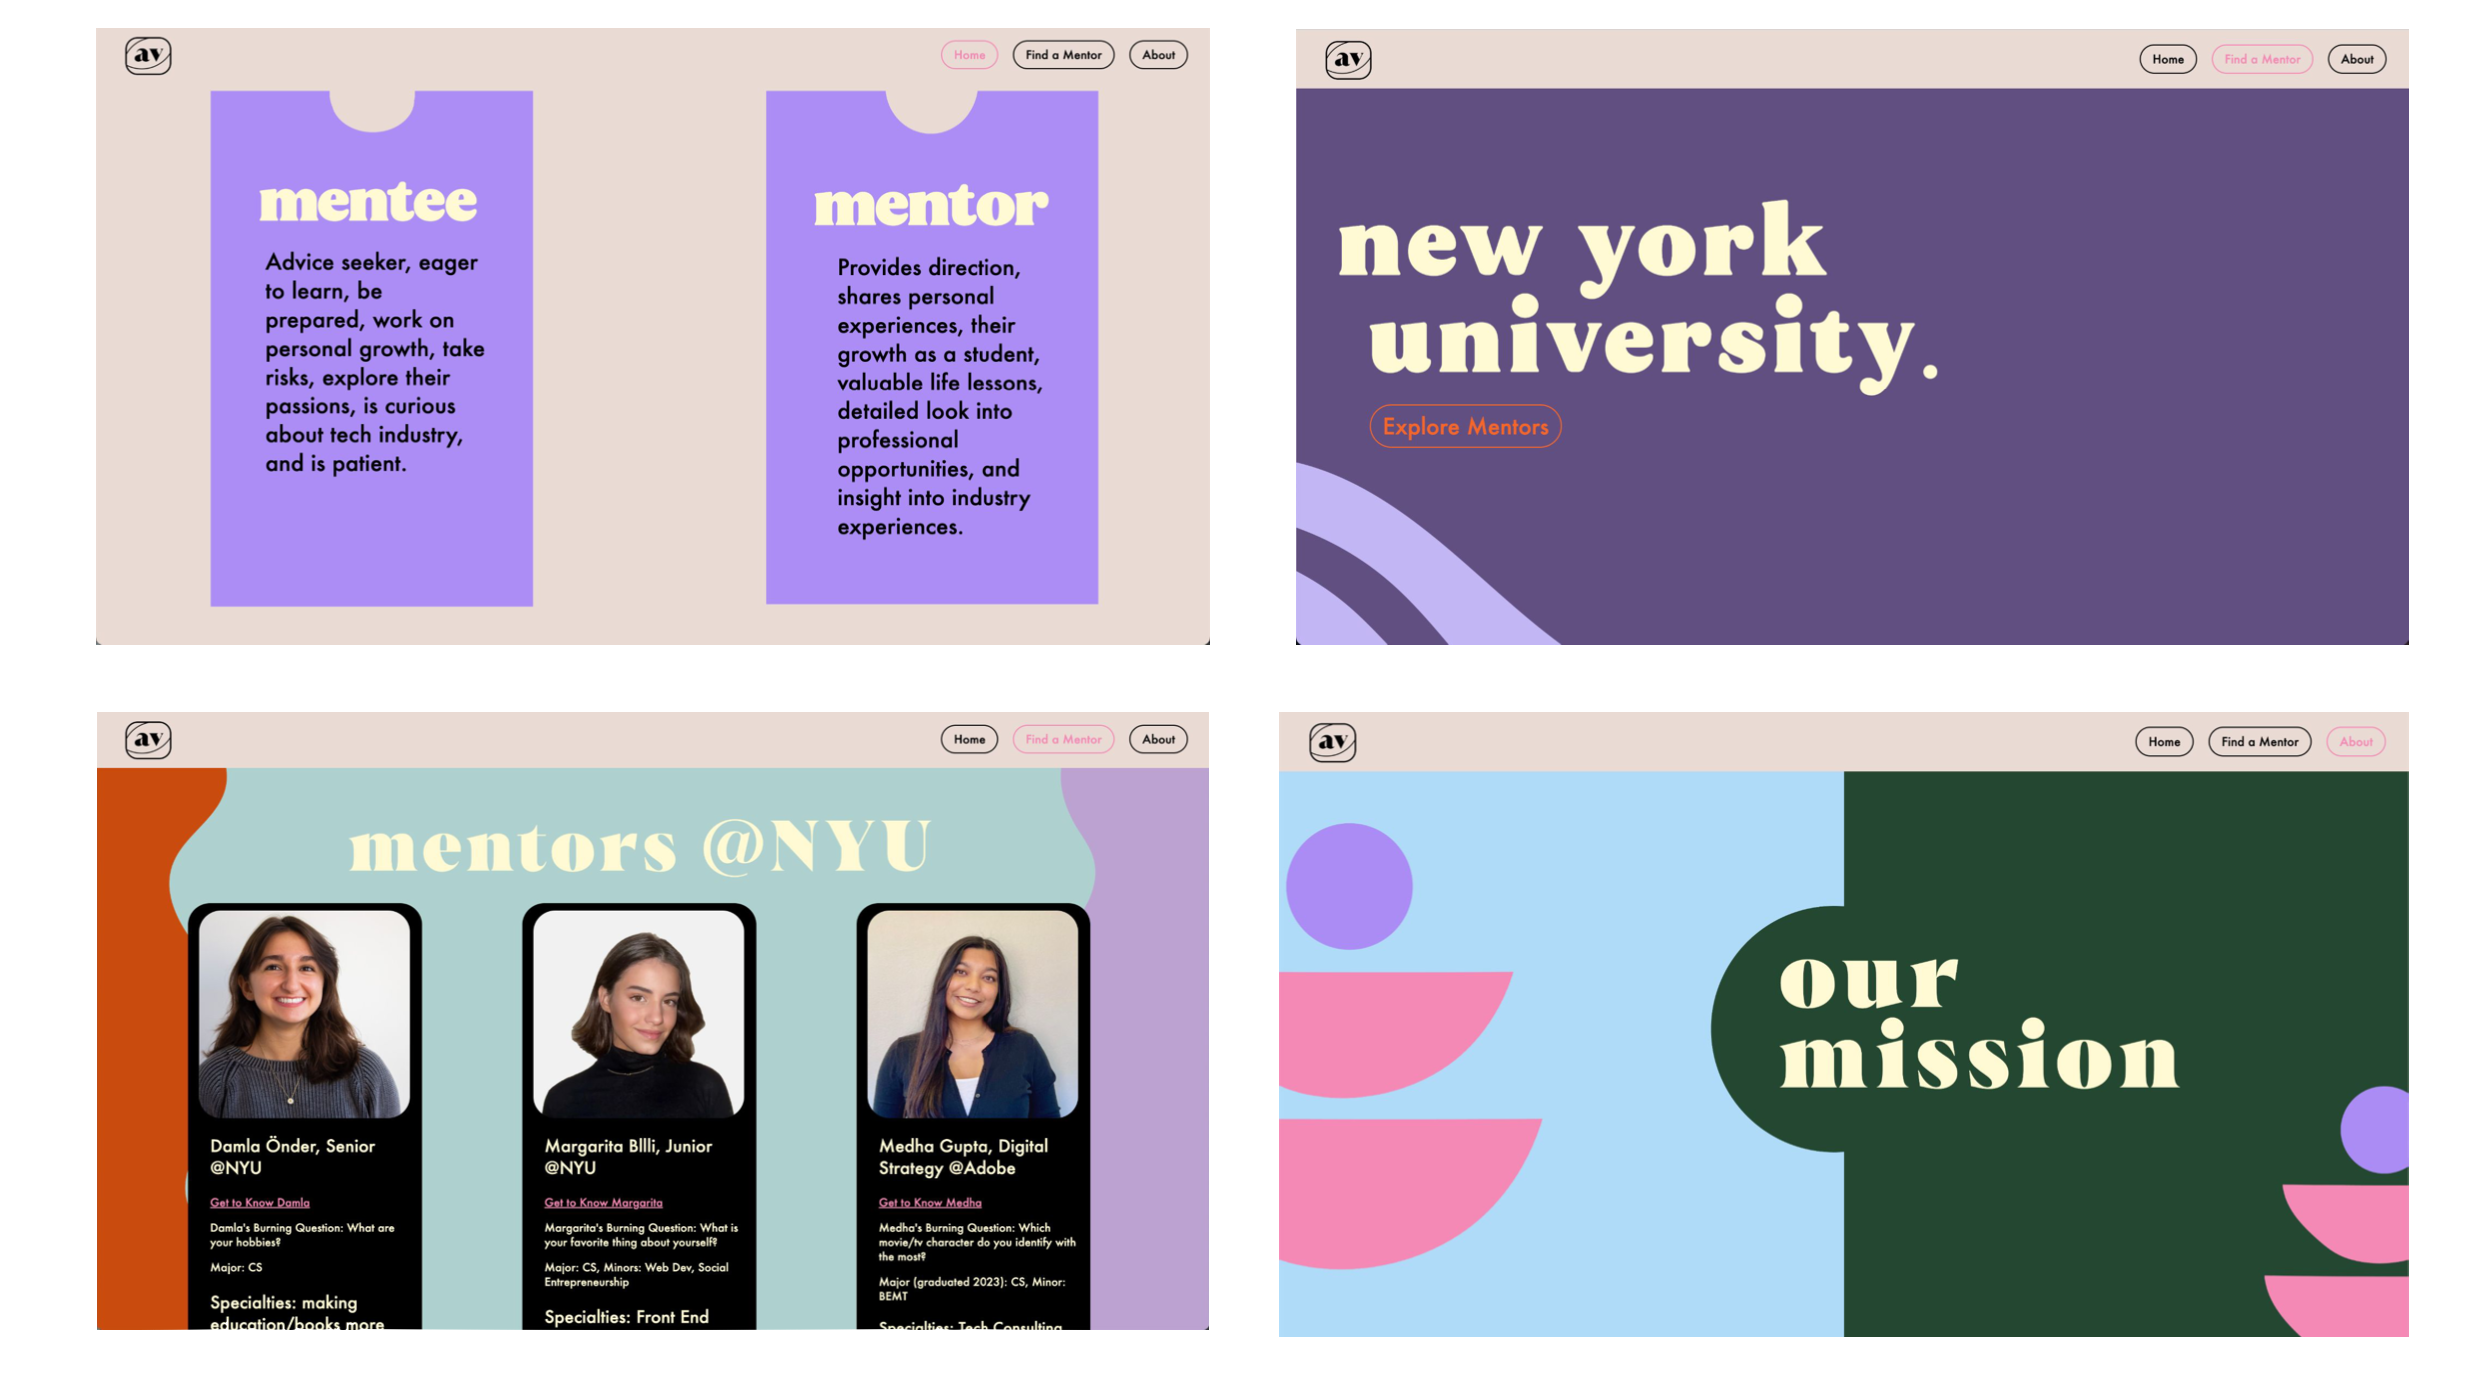 av
Home
Find a Mentor
About
mentee
Advice seeker, eager
to learn, be
prepared, work on
personal growth, take
risks, explore their
passions, is curious
about tech industry,
and is patient.
mentor
Provides direction,
shares personal
experiences, their
growth as a student,
valuable life lessons,
detailed look into
professional
opportunities, and
insight into industry
experiences.
av
Home
Find a Mentor
About
new york
university.
Explore Mentors
av
Home
Find a Mentor
About
mentors @NYU
Damla Önder, Senior
@NYU
Get to Know Damla
Damla's Burning Question: What are
your hobbies?
Major: CS
Specialties: making
education/books more
Margarita Bllli, Junior
@NYU
Get to Know Margarita
Margarita's Burning Question: What is
your favorite thing about yourself?
Major: CS, Minors: Web Dev, Social
Entrepreneurship
Specialties: Front End
Medha Gupta, Digital
Strategy @Adobe
Get to Know Medha
Medha's Burning Question: Which
movie/tv character do you identify with
the most?
Major (graduated 2023): CS, Minor:
BEMT
Specialties: Tech Consulting
av
Home
Find a Mentor
About
our
mission